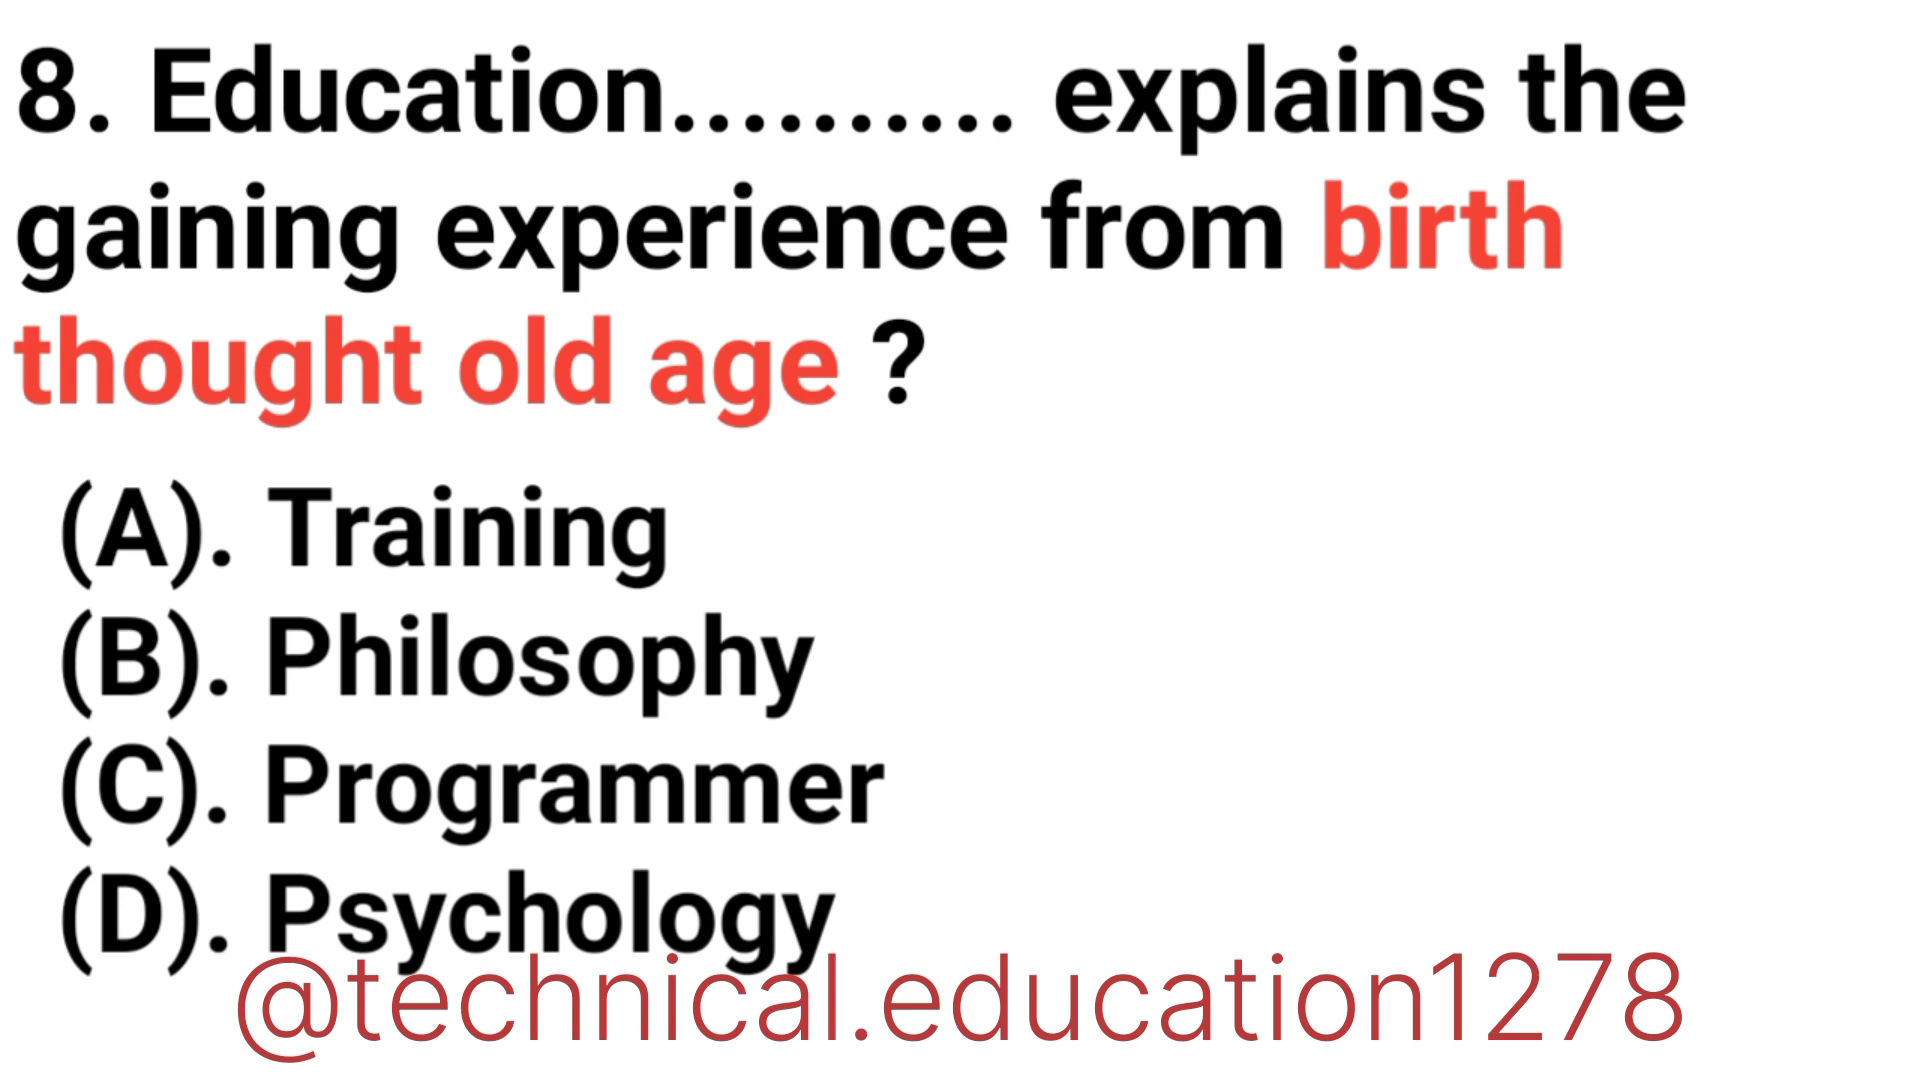 8. Education.......... explains the
gaining experience from birth
thought old age ?
(A). Training
(B). Philosophy
(C). Programmer
(D). Psychology
@technical.education1278